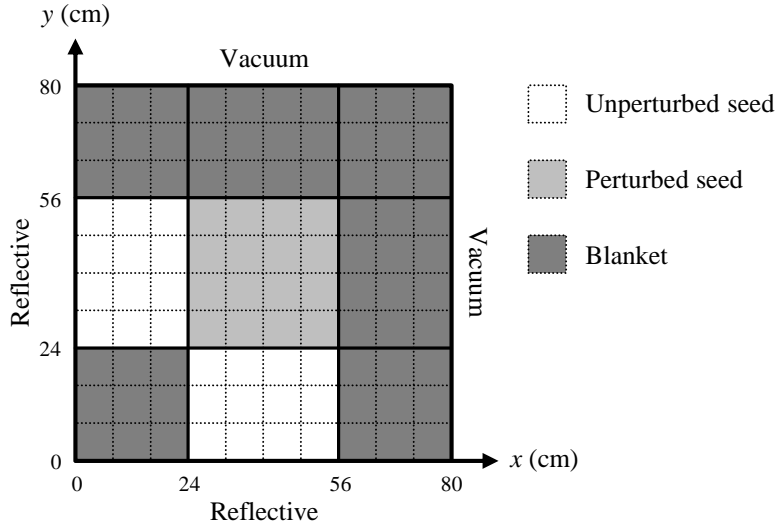 y (cm)
Vacuum
80
56
24
0
Reflective
Vacuum
x (cm)
0
24
56
80
Reflective
Unperturbed seed
Perturbed seed
Blanket